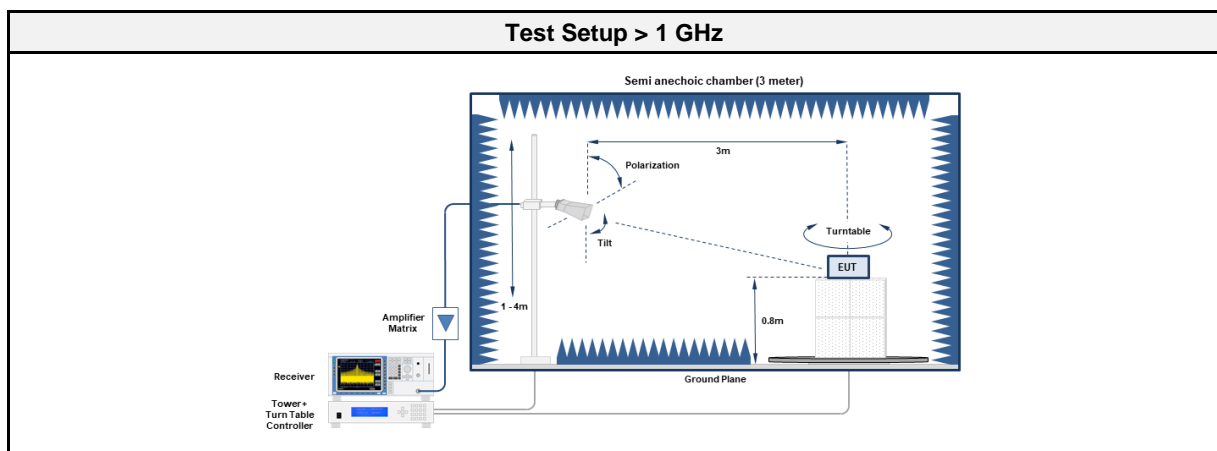 Test Setup > 1 GHz
Semi anechoic chamber (3 meter)
3m
Polarization
Tilt
Turntable
EUT
1 - 4m
0.8m
Amplifier
Matrix
Receiver
Ground Plane
Tower+
Turn Table
Controller